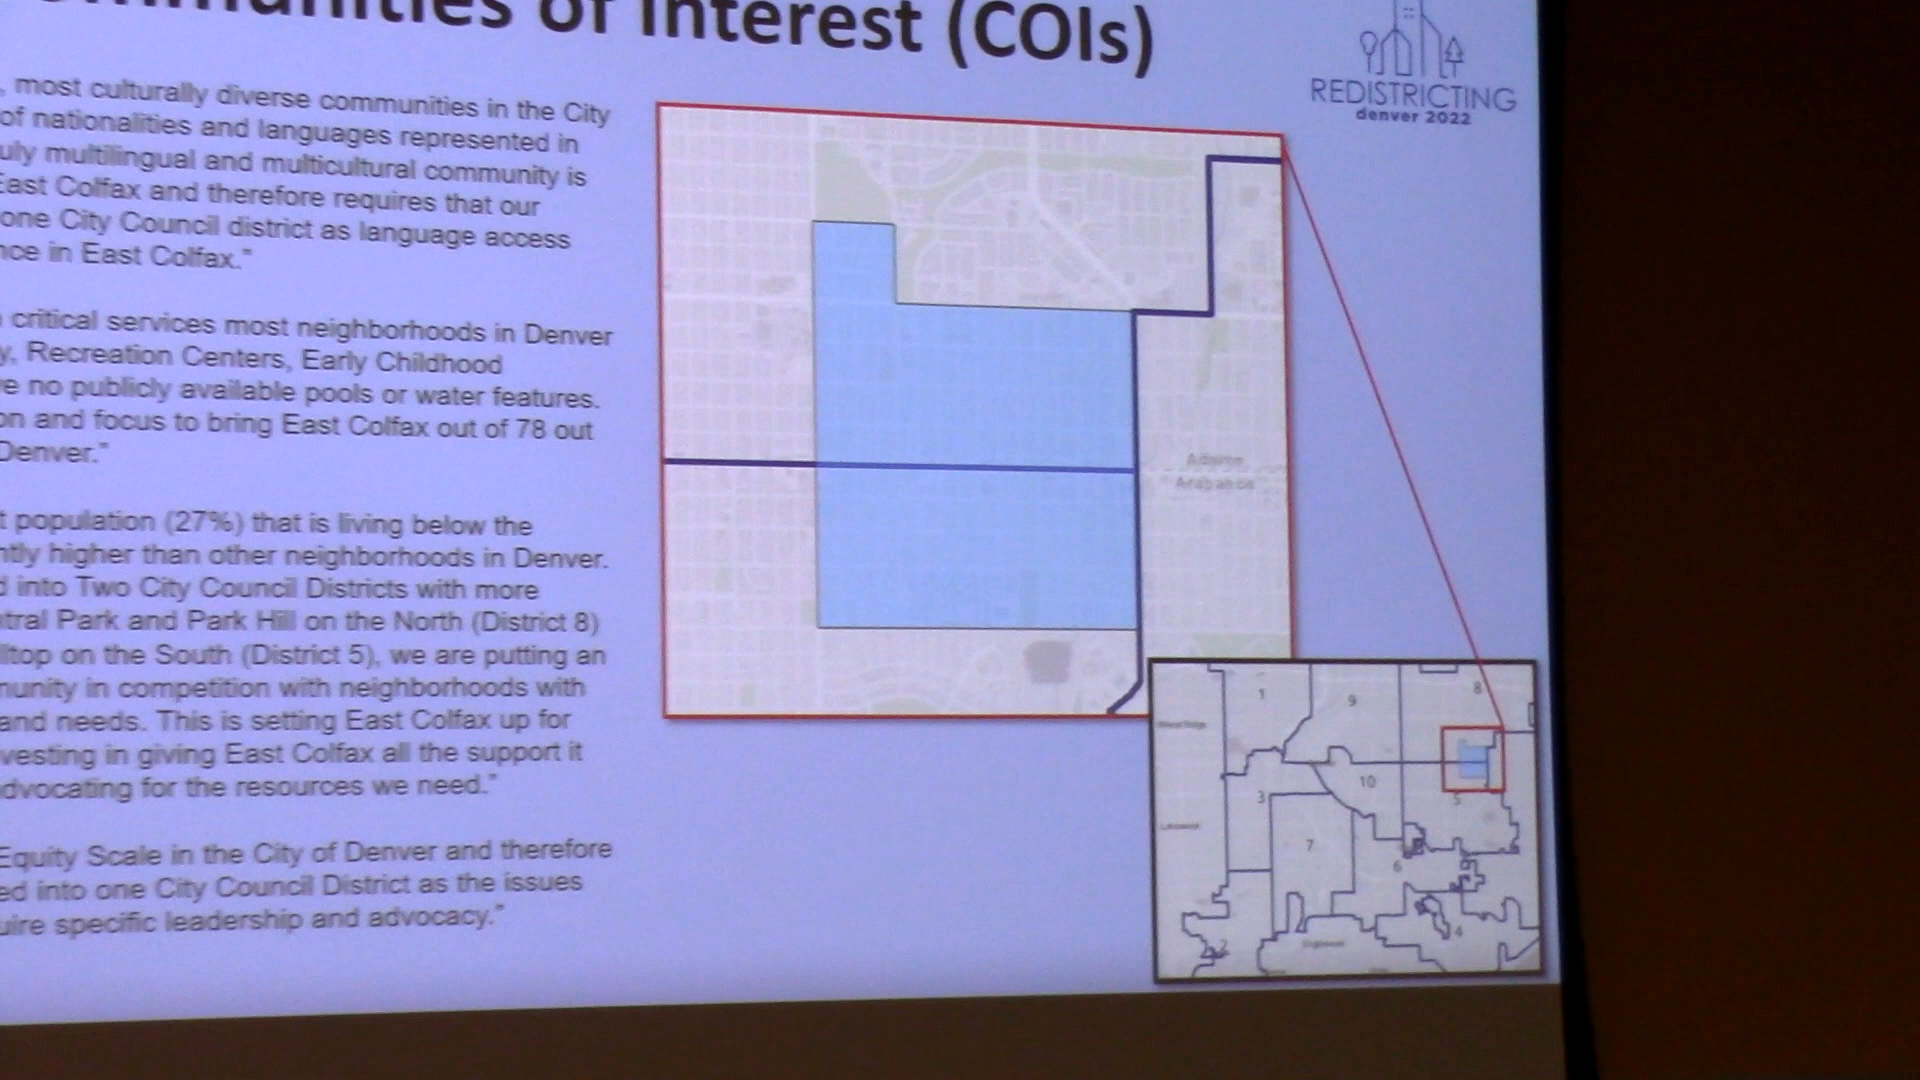 of Interest (COIs)
REDISTRICTING
denver 2022
, most culturally diverse communities in the City
of nationalities and languages represented in
uly multilingual and multicultural community is
East Colfax and therefore requires that our
one City Council district as language access
nce in East Colfax."
critical services most neighborhoods in Denver
y, Recreation Centers, Early Childhood
e no publicly available pools or water features.
on and focus to bring East Colfax out of 78 out
Denver."
t population (27%) that is living below the
ntly higher than other neighborhoods in Denver.
d into Two City Council Districts with more
tral Park and Park Hill on the North (District 8)
lltop on the South (District 5), we are putting an
munity in competition with neighborhoods with
and needs. This is setting East Colfax up for
vesting in giving East Colfax all the support it
dvocating for the resources we need."
Equity Scale in the City of Denver and therefore
ed into one City Council District as the issues
uire specific leadership and advocacy."
Adams
Arapahoe
1
9
8
3
10
5
7
6
4
2